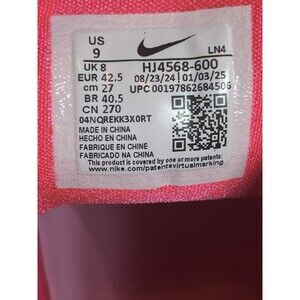 US
9
LN4
UK 8
HJ4568-600
EUR 42.5
08/23/24 01/03/25
cm 27
UPC 00197862684506
BR 40.5
CN 270
04NQREKK3X0RT
MADE IN CHINA
HECHO EN CHINA
FABRIQUE EN CHINE
FABRICADO NA CHINA
This product is covered by one or more patents.
www.nike.com/patentsvirtualmarking